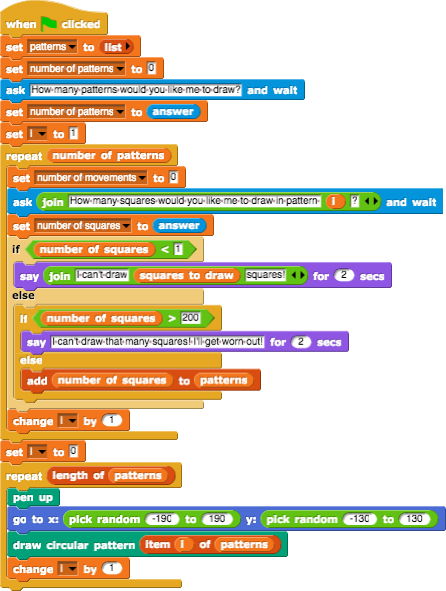 when clicked
set patterns to list
set number of patterns to 0
ask How many patterns would you like me to draw? and wait
set number of patterns to answer
set I to 1
repeat number of patterns
set number of movements to 0
ask join How many squares would you like me to draw in pattern I ? and wait
set number of squares to answer
if number of squares < 1
say join I can't draw squares to draw squares! for 2 secs
else
if number of squares > 200
say I can't draw that many squares! I'll get worn out! for 2 secs
else
add number of squares to patterns
change I by 1
set I to 0
repeat length of patterns
pen up
go to x: pick random -190 to 190 y: pick random -130 to 130
draw circular pattern item I of patterns
change I by 1